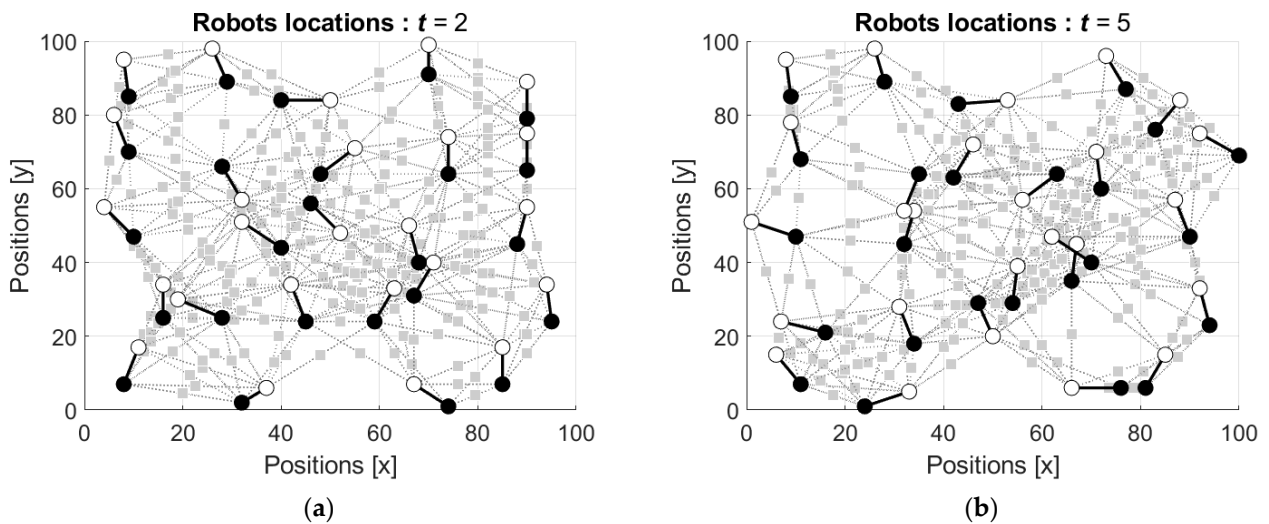 Robots locations : t = 2
100
80
60
40
20
0
Positions [y]
0 20 40 60 80 100
Positions [x]
(a)
Robots locations : t = 5
100
80
60
40
20
0
Positions [y]
0 20 40 60 80 100
Positions [x]
(b)